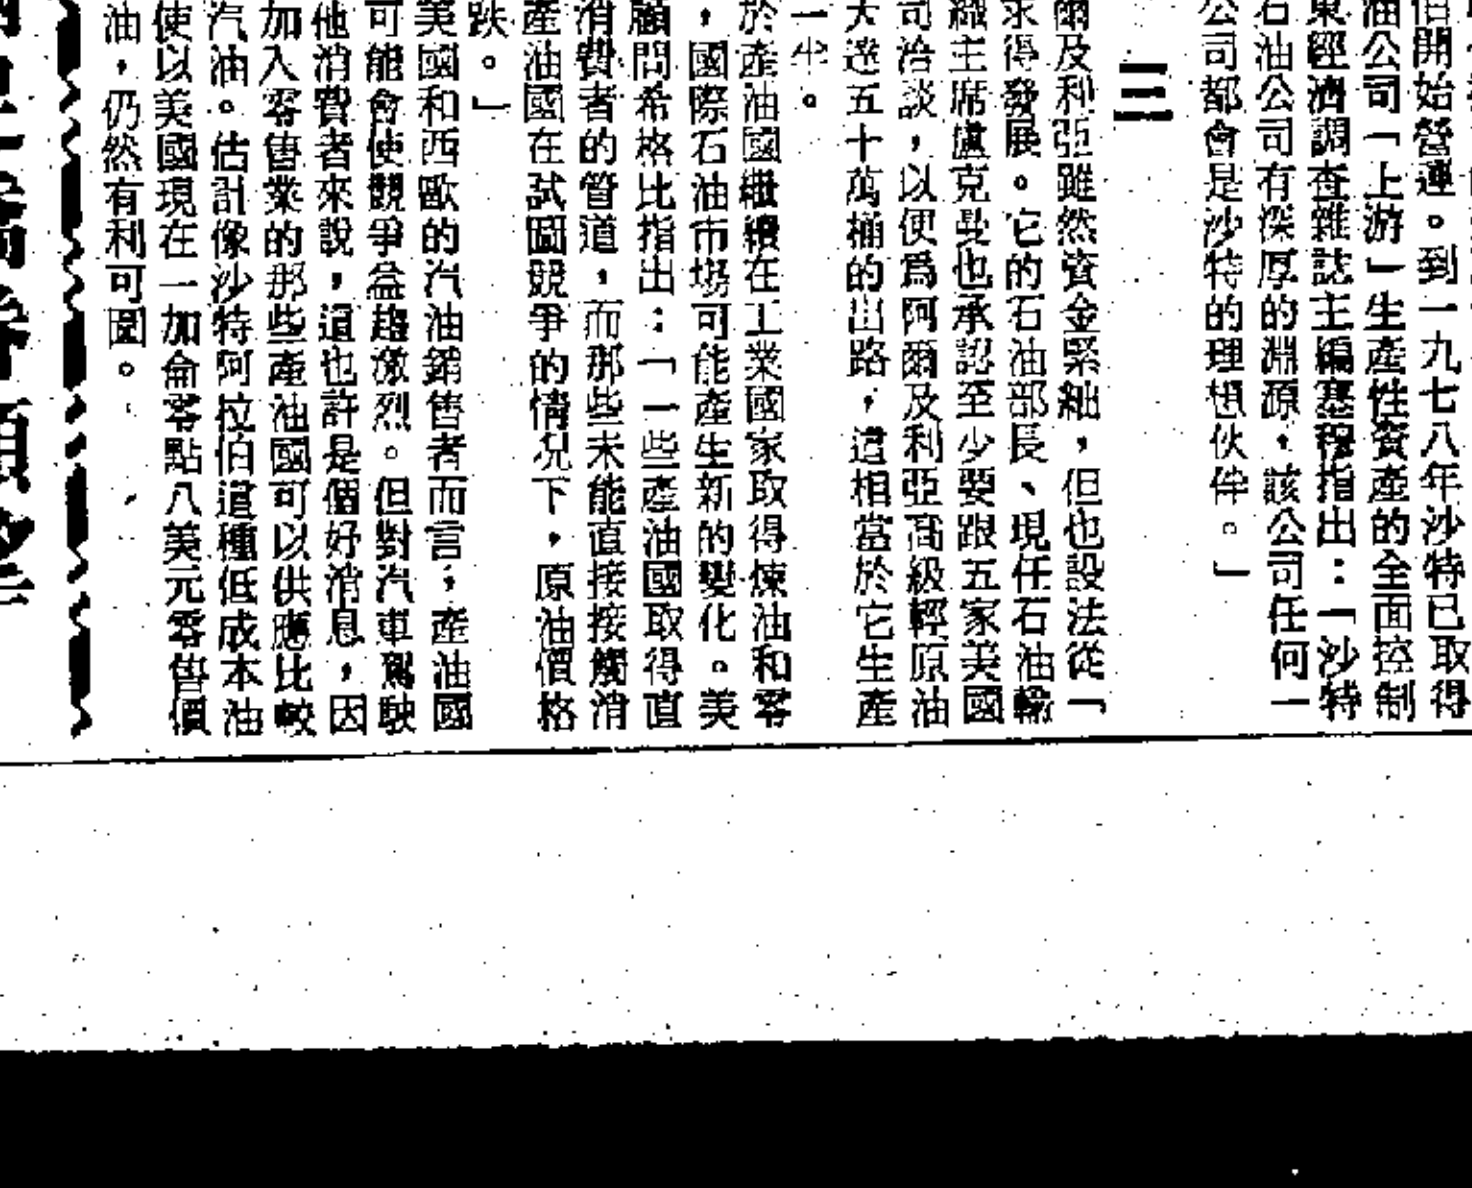 伯開始營運。到一九七八年沙特已取得
油公司「上游」生產性資產的全面控制
東經濟調查雜誌主編塞穆指出：「沙特
石油公司有深厚的淵源，該公司任何一
公司都會是沙特的理想伙伴。」
三
爾及利亞雖然資金緊絀，但也設法從「
求得發展。它的石油部長、現任石油輸
織主席盧克曼也承認至少要跟五家美國
司洽談，以便爲阿爾及利亞高級輕原油
大達五十萬桶的出路，這相當於它生產
一半。
於產油國繼續在工業國家取得煉油和零
，國際石油市場可能產生新的變化。美
顧問希格比指出：「一些產油國取得直
消費者的管道，而那些未能直接接觸消
產油國在試圖競爭的情况下，原油價格
跌。」
美國和西歐的汽油銷售者而言，產油國
可能會使競爭益趨激烈。但對汽車駕駛
他消費者來說，這也許是個好消息，因
加入零售業的那些產油國可以供應比較
汽油。估計像沙特阿拉伯這種低成本油
使以美國現在一加侖零點八美元零售價
油，仍然有利可圖。